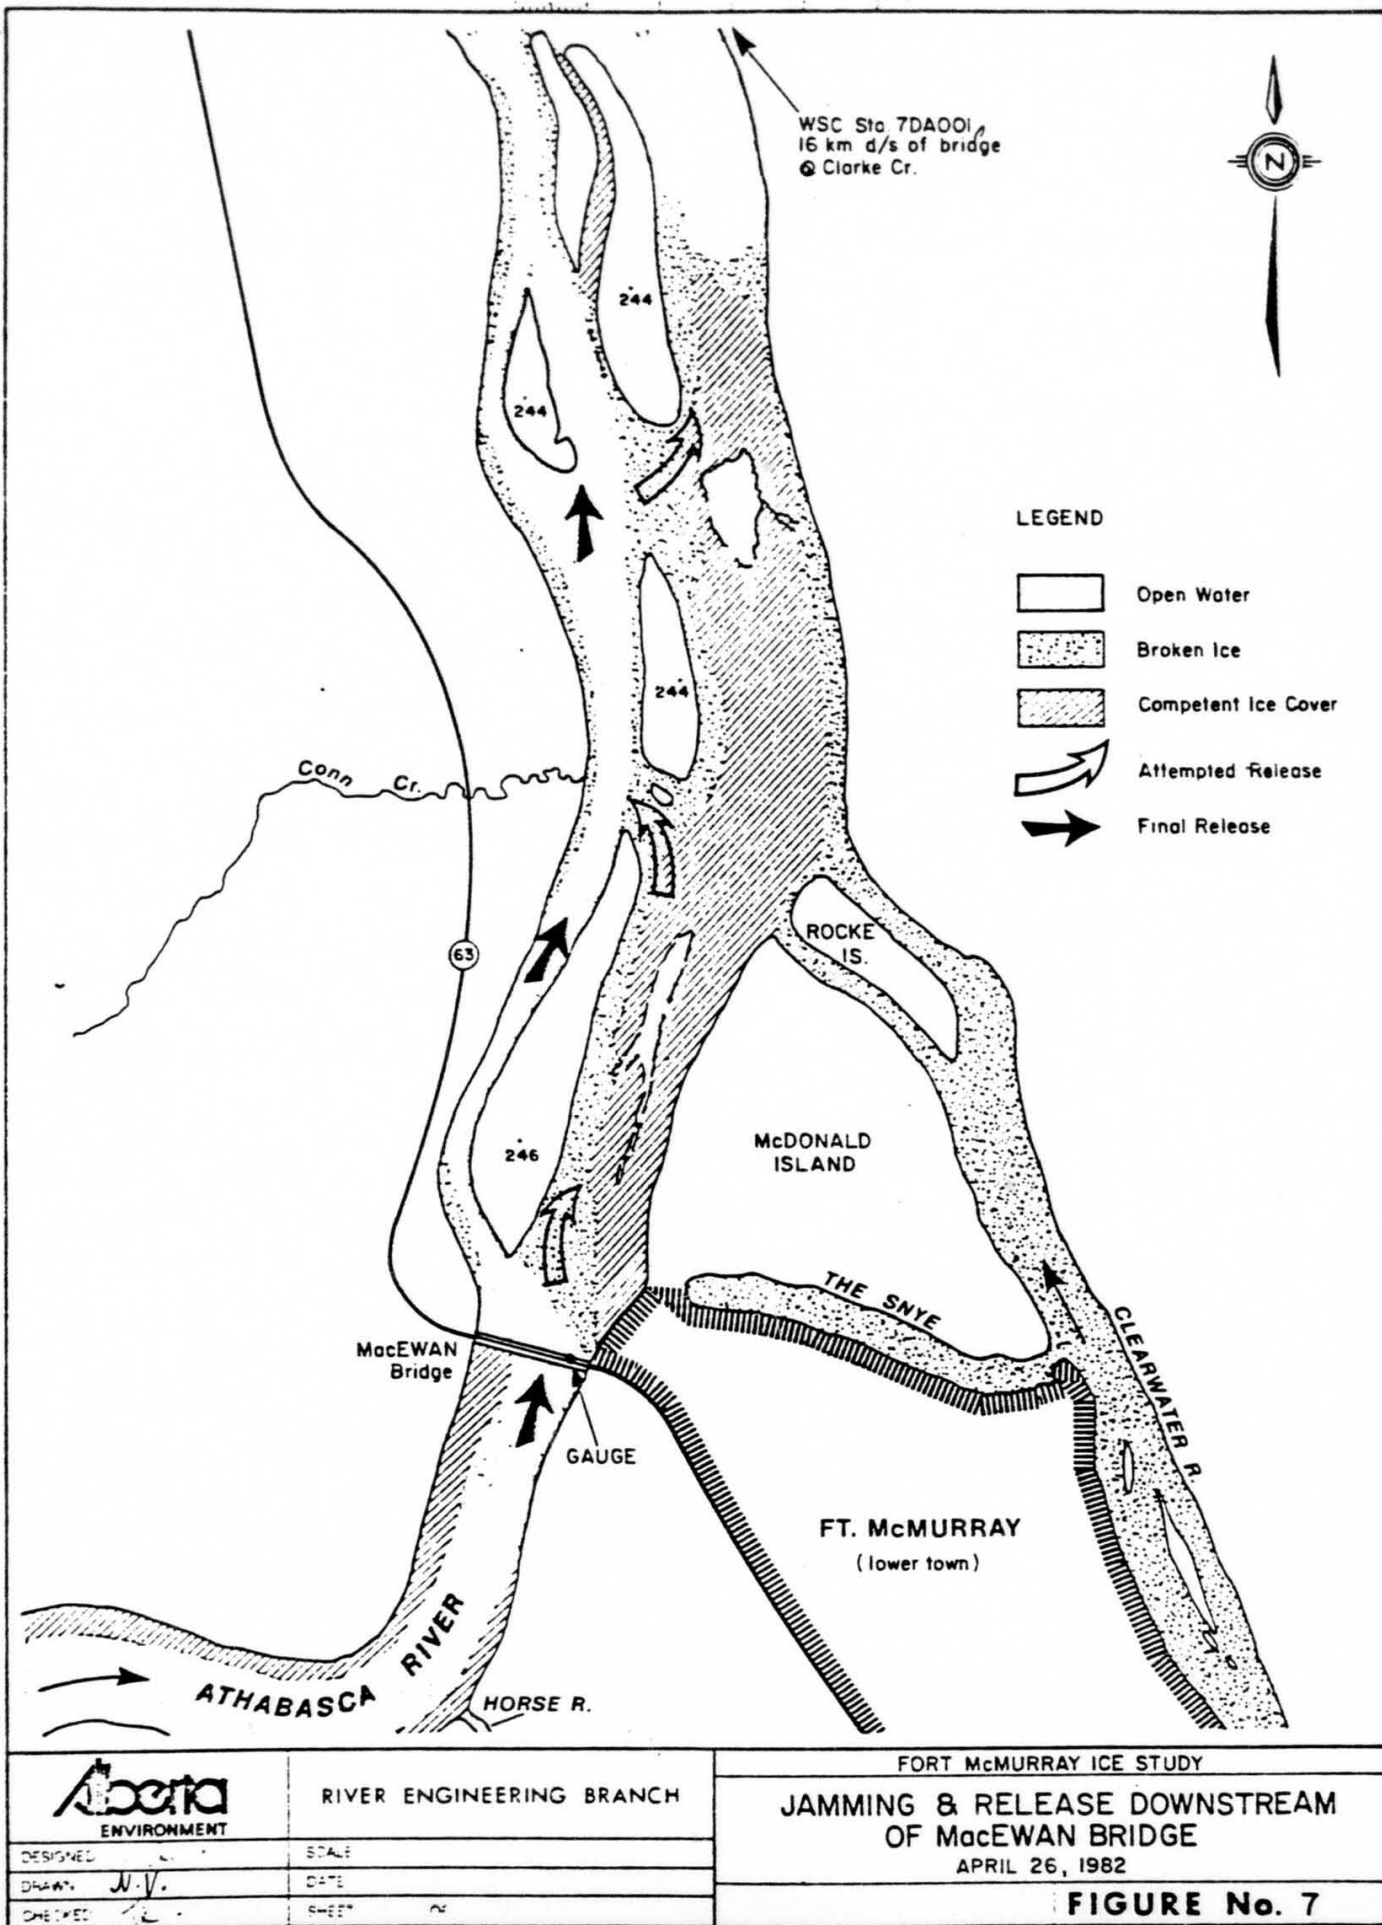 WSC Sta. 7DA001,
16 km d/s of bridge
@ Clarke Cr.
N
244
244
LEGEND
Open Water
Broken Ice
Competent Ice Cover
Attempted Release
Final Release
244
Conn Cr.
63
ROCKE
IS.
246
McDONALD
ISLAND
THE SNYE
CLEARWATER R.
MacEWAN
Bridge
GAUGE
FT. McMURRAY
(lower town)
ATHABASCA RIVER
HORSE R.
Alberta
ENVIRONMENT
RIVER ENGINEERING BRANCH
DESIGNED
SCALE
DRAWN N.V.
DATE
CHECKED
SHEET OF
FORT McMURRAY ICE STUDY
JAMMING & RELEASE DOWNSTREAM
OF MacEWAN BRIDGE
APRIL 26, 1982
FIGURE No. 7